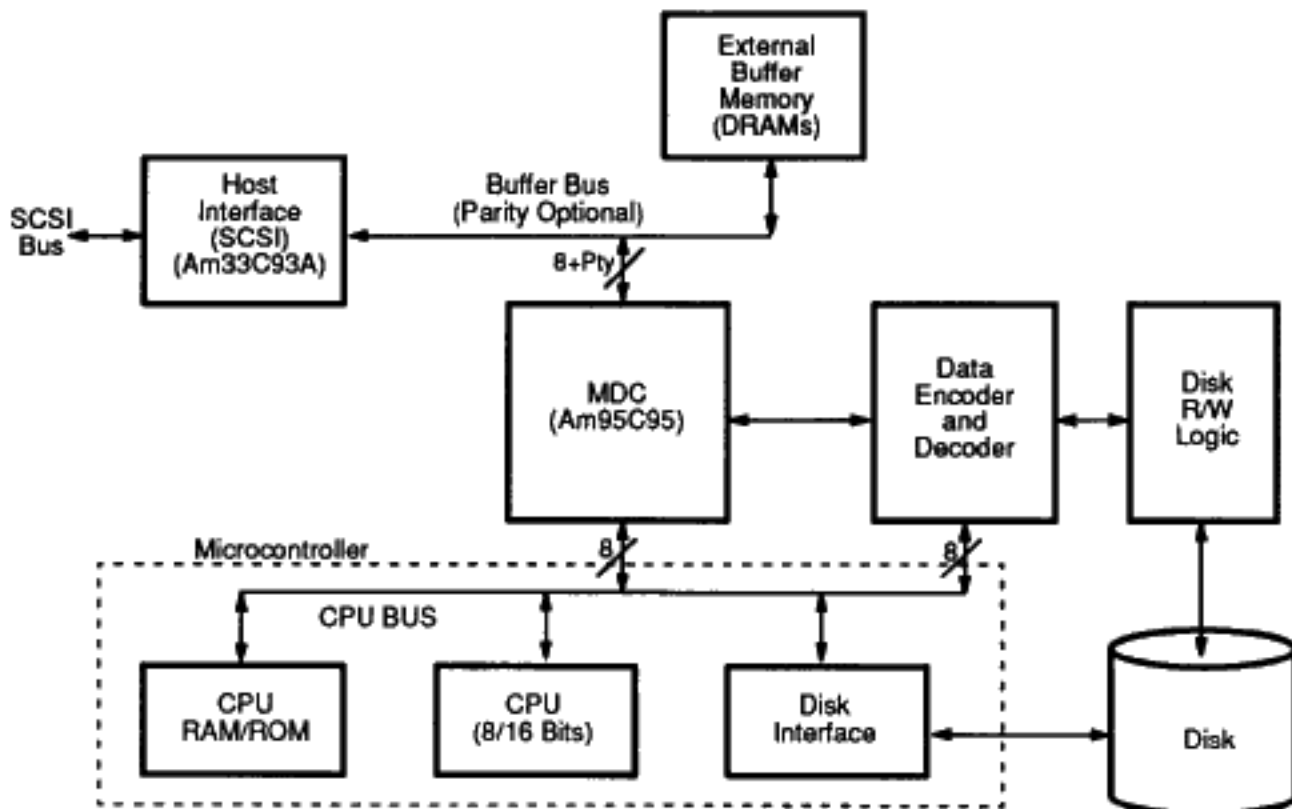 External
Buffer
Memory
(DRAMs)
Host
Interface
(SCSI)
(Am33C93A)
SCSI
Bus
Buffer Bus
(Parity Optional)
8+Pty
MDC
(Am95C95)
Data
Encoder
and
Decoder
Disk
R/W
Logic
Microcontroller
8
8
CPU BUS
CPU
RAM/ROM
CPU
(8/16 Bits)
Disk
Interface
Disk